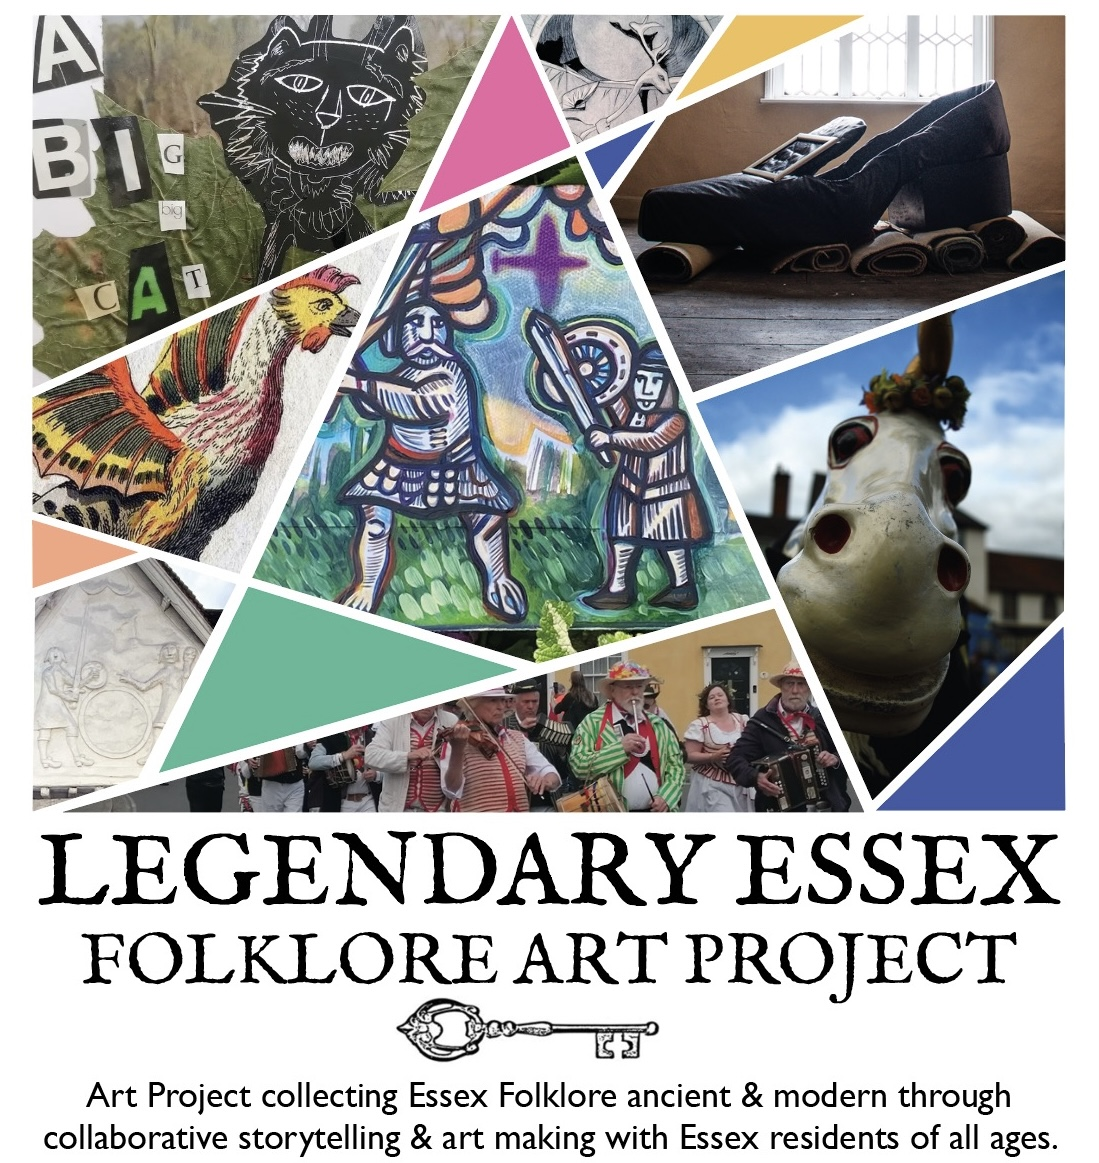 A
BIG
big
CAT
LEGENDARY ESSEX
FOLKLORE ART PROJECT
Art Project collecting Essex Folklore ancient & modern through
collaborative storytelling & art making with Essex residents of all ages.